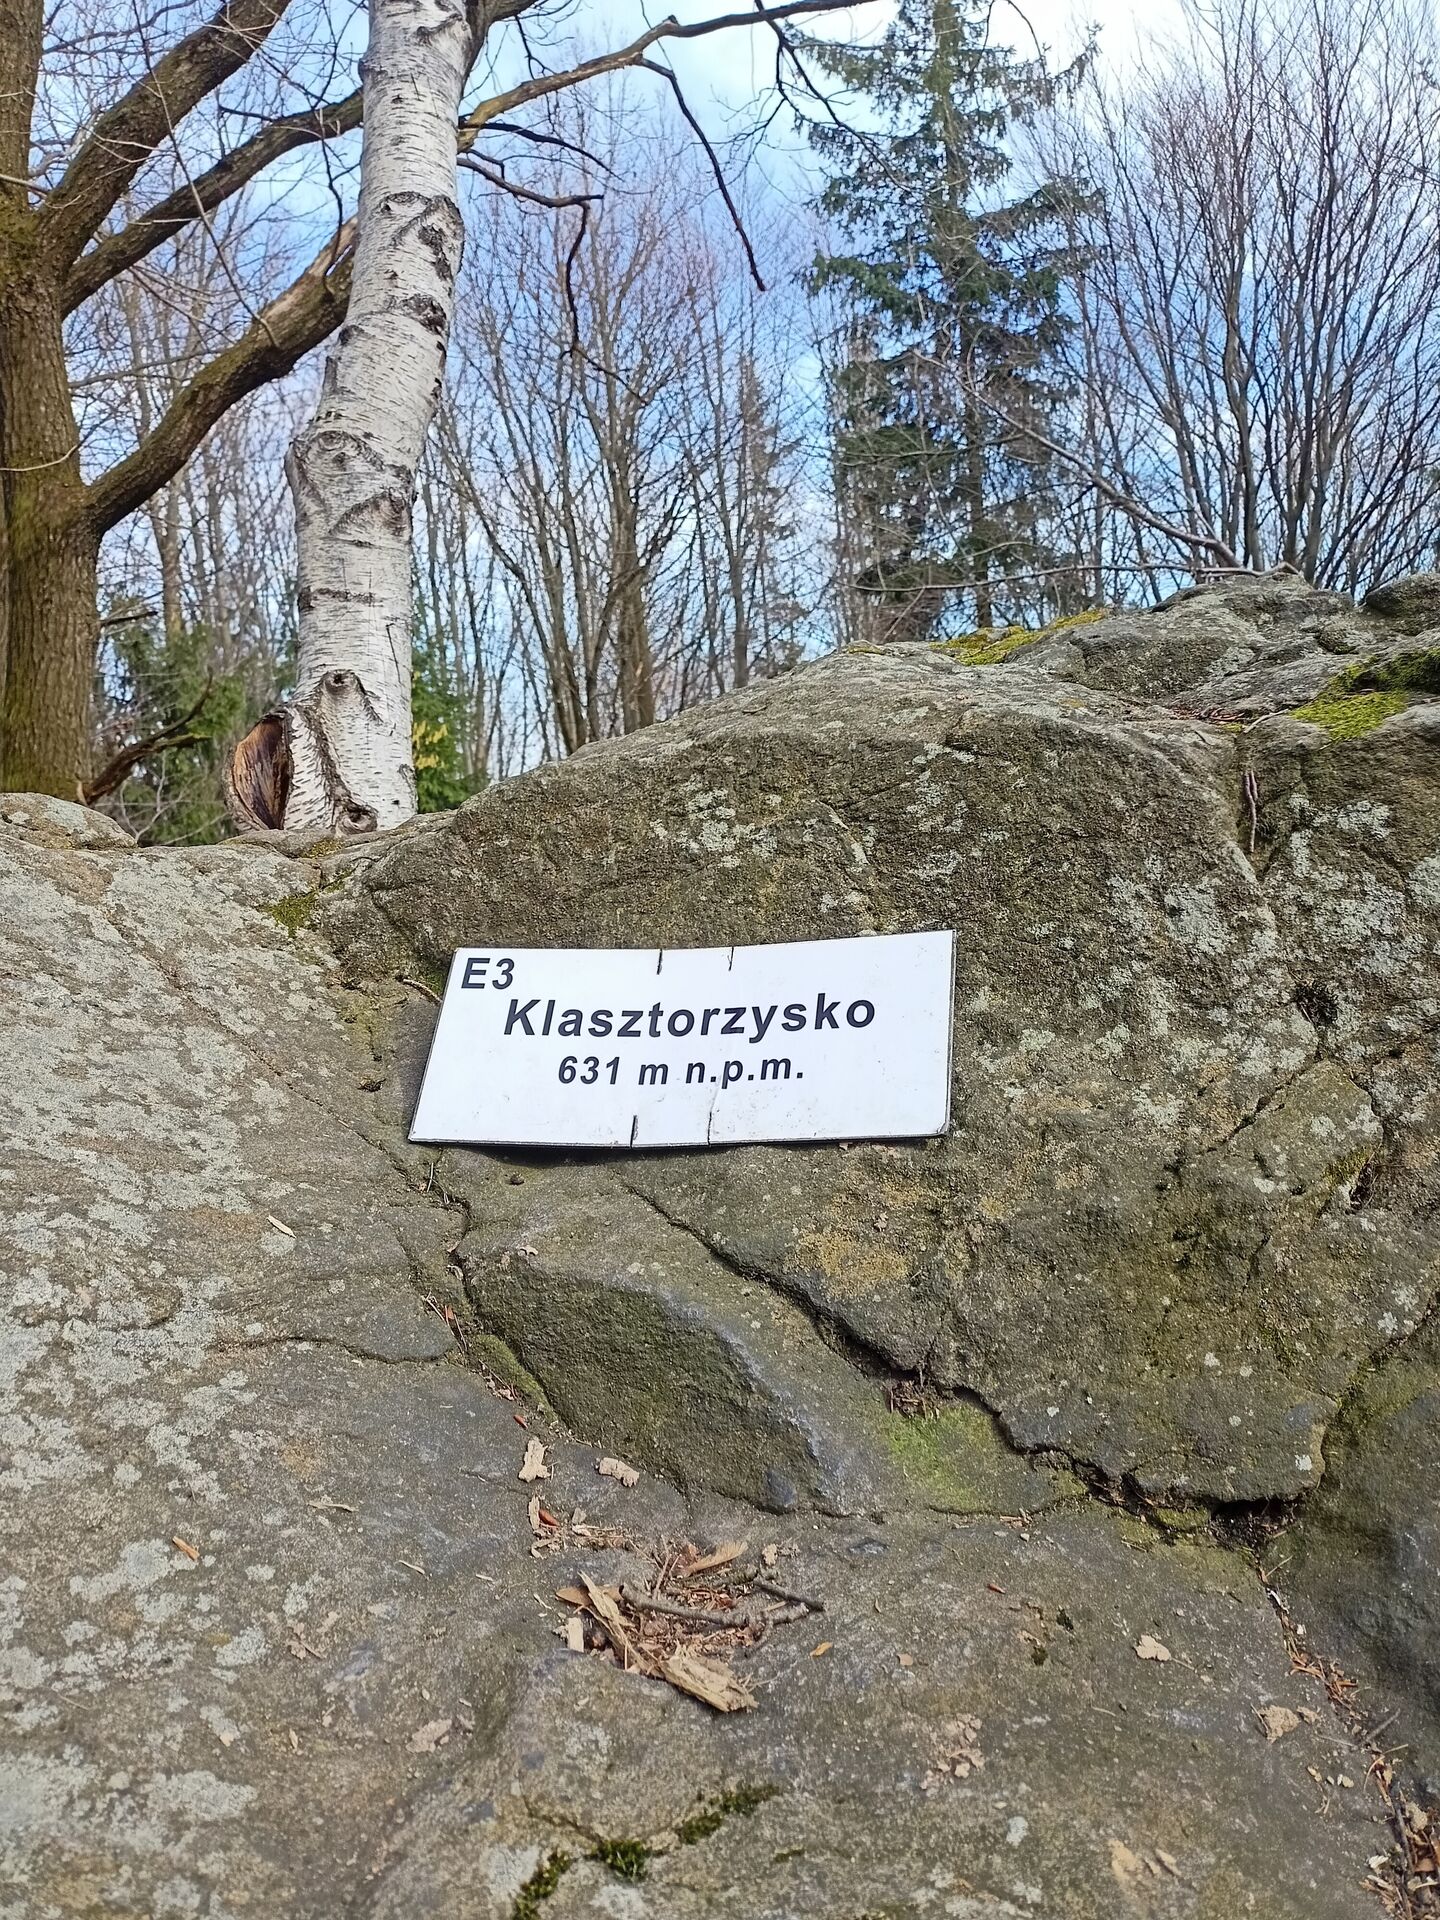 E3
Klasztorzysko
631 m n.p.m.